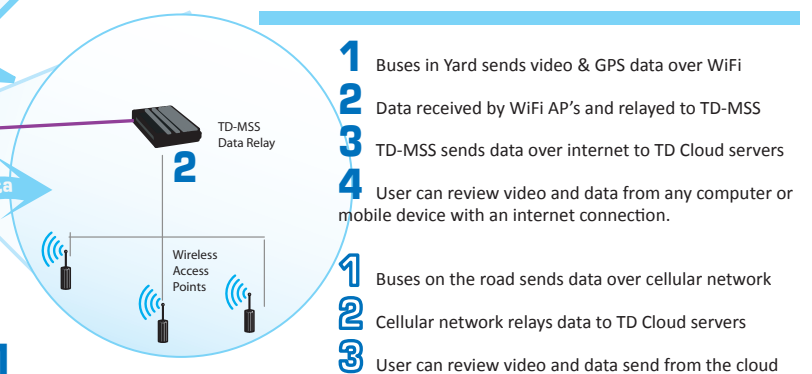 TD-MSS
Data Relay
2
Wireless
Access
Points
1 Buses in Yard sends video & GPS data over WiFi
2 Data received by WiFi AP's and relayed to TD-MSS
3 TD-MSS sends data over internet to TD Cloud servers
4 User can review video and data from any computer or
mobile device with an internet connection.
1 Buses on the road sends data over cellular network
2 Cellular network relays data to TD Cloud servers
3 User can review video and data send from the cloud